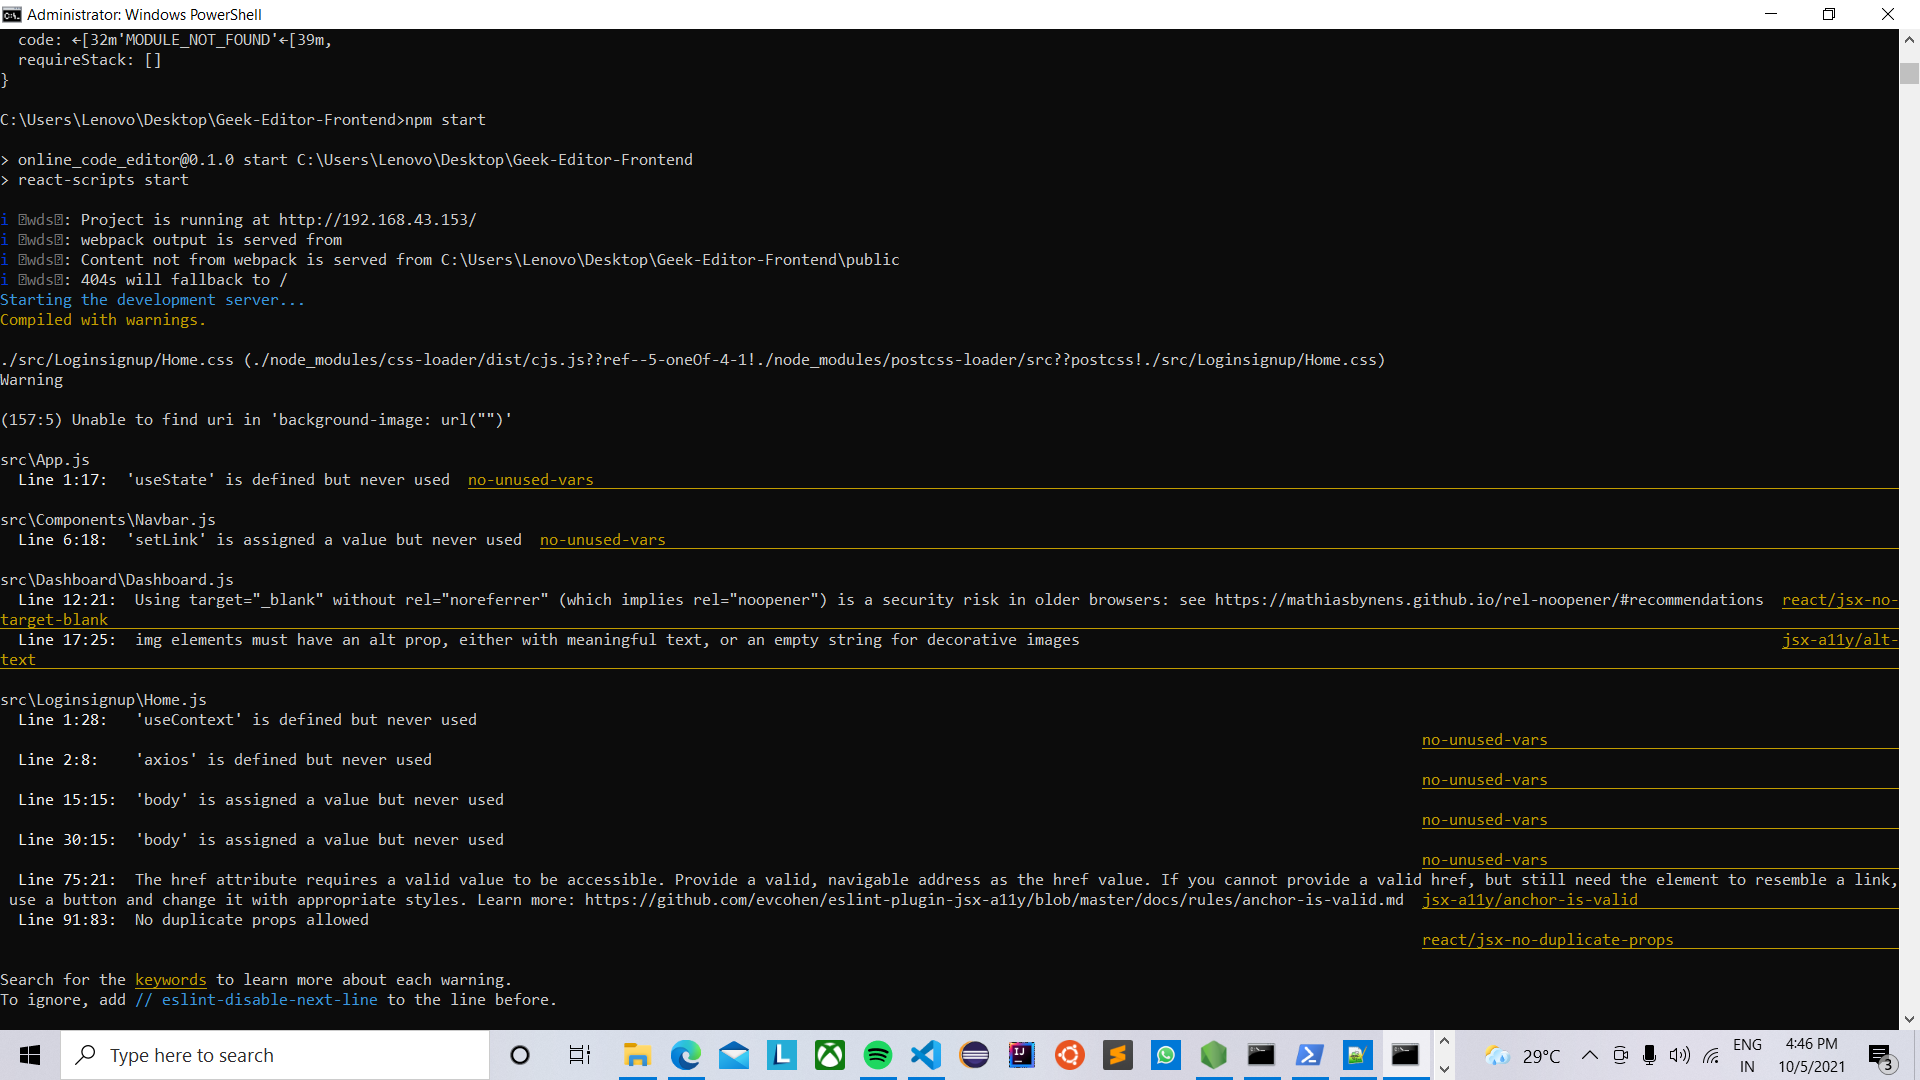 Administrator: Windows PowerShell
code: ←[32m'MODULE_NOT_FOUND'←[39m,
requireStack: []
}
C:\Users\Lenovo\Desktop\Geek-Editor-Frontend>npm start
> online_code_editor@0.1.0 start C:\Users\Lenovo\Desktop\Geek-Editor-Frontend
> react-scripts start
i wds: Project is running at http://192.168.43.153/
i wds: webpack output is served from
i wds: Content not from webpack is served from C:\Users\Lenovo\Desktop\Geek-Editor-Frontend\public
i wds: 404s will fallback to /
Starting the development server...
Compiled with warnings.
./src/Loginsignup/Home.css (./node_modules/css-loader/dist/cjs.js??ref--5-oneOf-4-1!./node_modules/postcss-loader/src??postcss!./src/Loginsignup/Home.css)
Warning
(157:5) Unable to find uri in 'background-image: url("")'
src\App.js
Line 1:17:  'useState' is defined but never used  no-unused-vars
src\Components\Navbar.js
Line 6:18:  'setLink' is assigned a value but never used  no-unused-vars
src\Dashboard\Dashboard.js
Line 12:21:  Using target="_blank" without rel="noreferrer" (which implies rel="noopener") is a security risk in older browsers: see https://mathiasbynens.github.io/rel-noopener/#recommendations  react/jsx-no-
target-blank
Line 17:25:  img elements must have an alt prop, either with meaningful text, or an empty string for decorative images  jsx-a11y/alt-
text
src\Loginsignup\Home.js
Line 1:28:  'useContext' is defined but never used
no-unused-vars
Line 2:8:  'axios' is defined but never used
no-unused-vars
Line 15:15:  'body' is assigned a value but never used
no-unused-vars
Line 30:15:  'body' is assigned a value but never used
no-unused-vars
Line 75:21:  The href attribute requires a valid value to be accessible. Provide a valid, navigable address as the href value. If you cannot provide a valid href, but still need the element to resemble a link,
use a button and change it with appropriate styles. Learn more: https://github.com/evcohen/eslint-plugin-jsx-a11y/blob/master/docs/rules/anchor-is-valid.md  jsx-a11y/anchor-is-valid
Line 91:83:  No duplicate props allowed
react/jsx-no-duplicate-props
Search for the keywords to learn more about each warning.
To ignore, add // eslint-disable-next-line to the line before.
Type here to search
L
IJ
29°C
ENG
IN
4:46 PM
10/5/2021
3